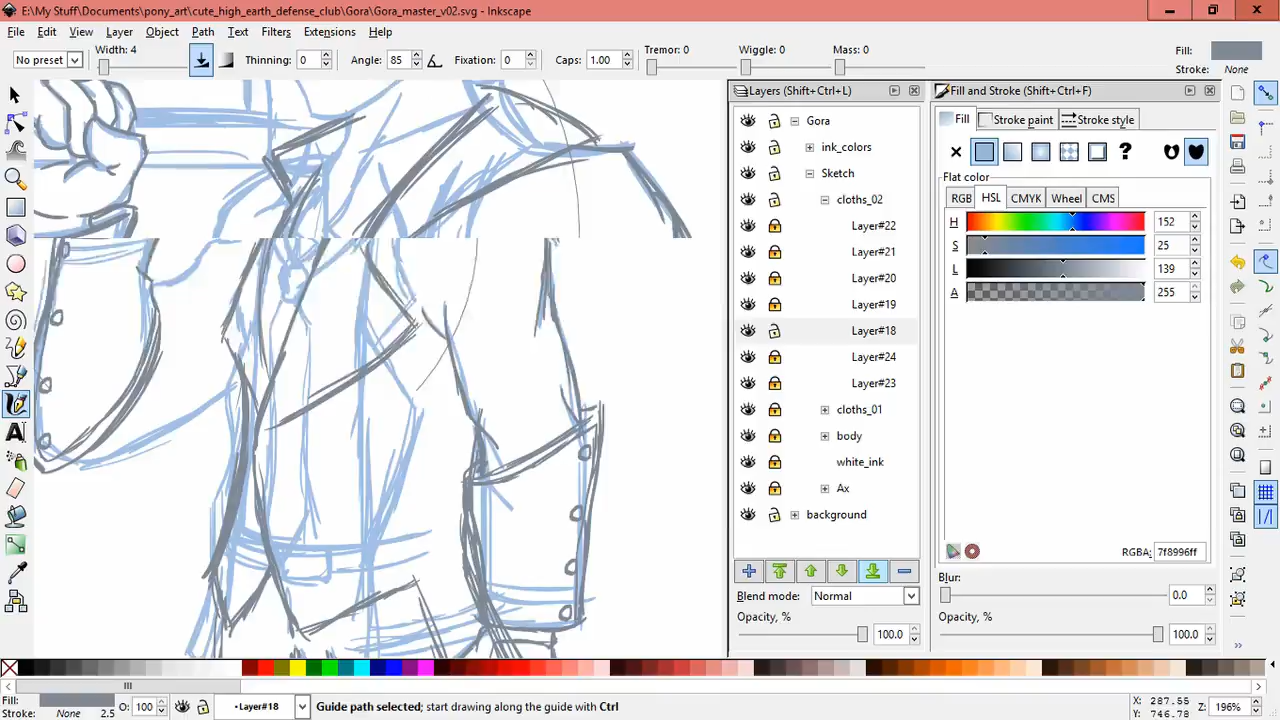 E:\My Stuff\Documents\pony_art\cute_high_earth_defense_club\Gora\Gora_master_v02.svg - Inkscape
File Edit View Layer Object Path Text Filters Extensions Help
No preset Width: 4 Thinning: 0 Angle: 85 Fixation: 0 Caps: 1.00 Tremor: 0 Wiggle: 0 Mass: 0 Fill:
Stroke: None
Layers (Shift+Ctrl+L) Fill and Stroke (Shift+Ctrl+F)
Gora
ink_colors
Sketch
cloths_02
Layer#22
Layer#21
Layer#20
Layer#19
Layer#18
Layer#24
Layer#23
cloths_01
body
white_ink
Ax
background
Blend mode: Normal
Opacity, % 100.0
Fill Stroke paint Stroke style
Flat color
RGB HSL CMYK Wheel CMS
H 152
S 25
L 139
A 255
RGBA: 7f8996ff
Blur:
0.0
Opacity, %
100.0
Fill:
Stroke: None 2.5 O: 100 •Layer#18 Guide path selected; start drawing along the guide with Ctrl X: 287.55
Y: 746.78 Z: 196%